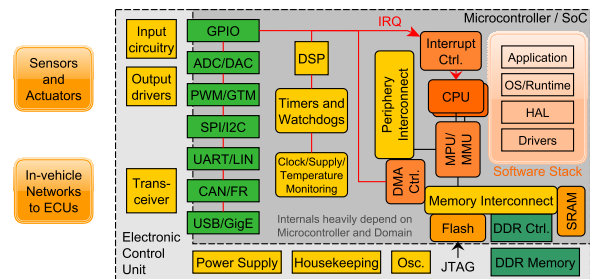 Microcontroller / SoC
Sensors
and
Actuators
In-vehicle
Networks
to ECUs
Input
circuitry
Output
drivers
Trans-
ceiver
Electronic
Control
Unit
GPIO
ADC/DAC
PWM/GTM
SPI/I2C
UART/LIN
CAN/FR
USB/GigE
IRQ
DSP
Timers and
Watchdogs
Clock/Supply/
Temperature
Monitoring
Internals heavily depend on
Microcontroller and Domain
Periphery
Interconnect
Interrupt
Ctrl.
CPU
MPU/
MMU
DMA
Ctrl.
Memory Interconnect
Flash
DDR Ctrl.
SRAM
Application
OS/Runtime
HAL
Drivers
Software Stack
Power Supply
Housekeeping
Osc.
JTAG
DDR Memory